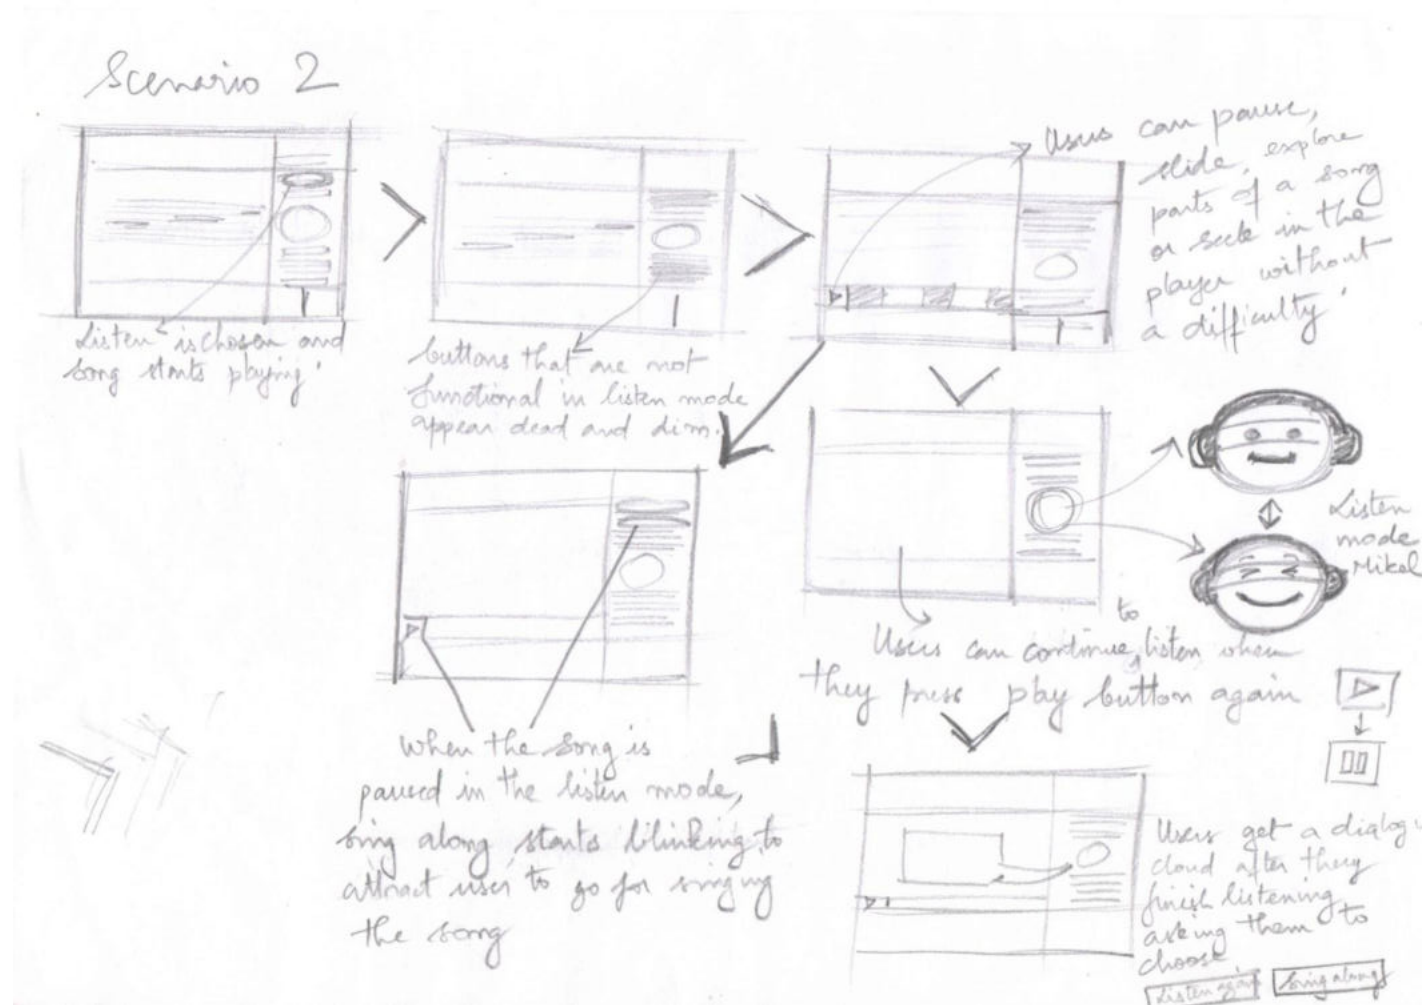 Scenario 2
Listen is chosen and
song starts playing'
buttons that are not
functional in listen mode
appear dead and dim.
Users can pause,
slide, explore
parts of a song
or seek in the
player without
a difficulty'
Listen
mode
Mikel
Users can continue to listen when
they press play button again
when the song is
paused in the listen mode,
sing along starts blinking to
attract user to go for singing
the song
Users get a dialog
cloud after they
finish listening
asking them to
choose
Listen again Sing along